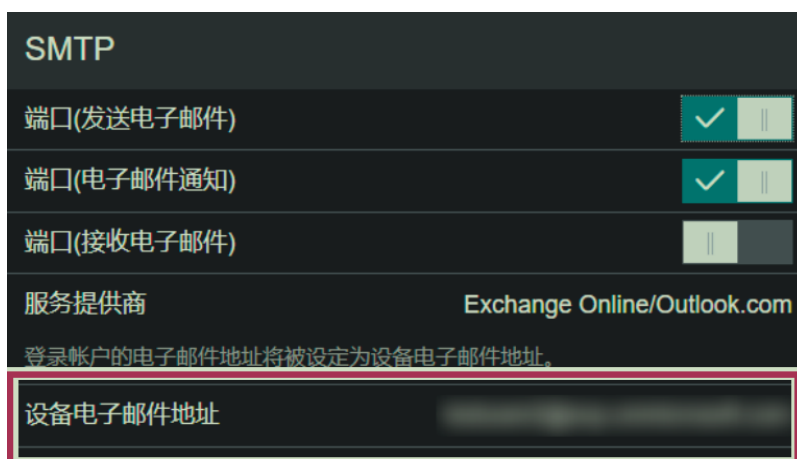 SMTP
端口(发送电子邮件)
端口(电子邮件通知)
端口(接收电子邮件)
服务提供商 Exchange Online/Outlook.com
登录帐户的电子邮件地址将被设定为设备电子邮件地址。
设备电子邮件地址